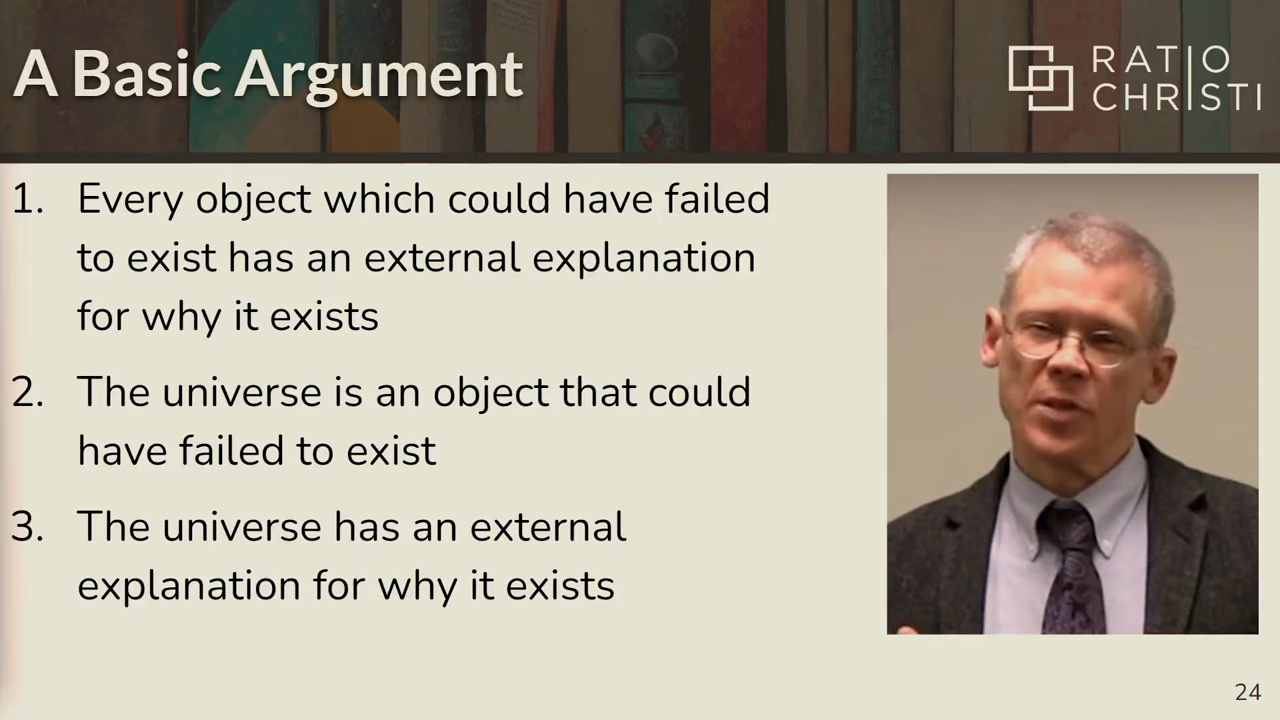 A Basic Argument
RATIO
CHRISTI
1. Every object which could have failed
to exist has an external explanation
for why it exists
2. The universe is an object that could
have failed to exist
3. The universe has an external
explanation for why it exists
24